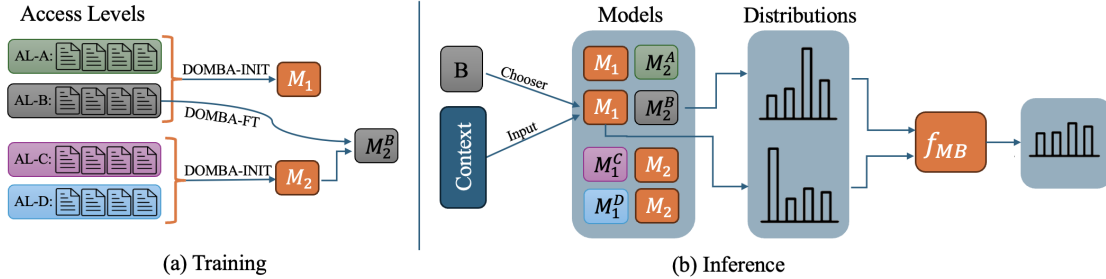 Access Levels
AL-A:
AL-B:
AL-C:
AL-D:
DOMBA-INIT
DOMBA-FT
DOMBA-INIT
M₁
M₂
M₂ᴮ
(a) Training
Models
Distributions
B
Context
Chooser
Input
M₁ M₂ᴬ
M₁ M₂ᴮ
M₁ᶜ M₂
M₁ᴰ M₂
f_MB
(b) Inference